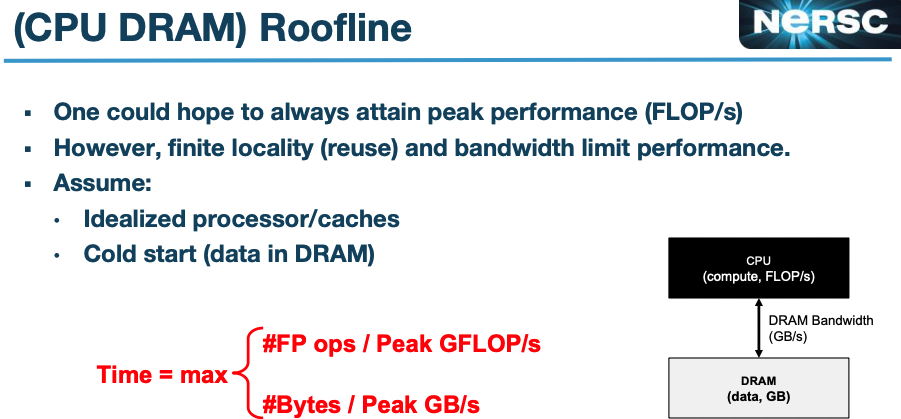 (CPU DRAM) Roofline
NERSC
▪ One could hope to always attain peak performance (FLOP/s)
▪ However, finite locality (reuse) and bandwidth limit performance.
▪ Assume:
• Idealized processor/caches
• Cold start (data in DRAM)
CPU
(compute, FLOP/s)
DRAM Bandwidth
(GB/s)
DRAM
(data, GB)
#FP ops / Peak GFLOP/s
Time = max
#Bytes / Peak GB/s